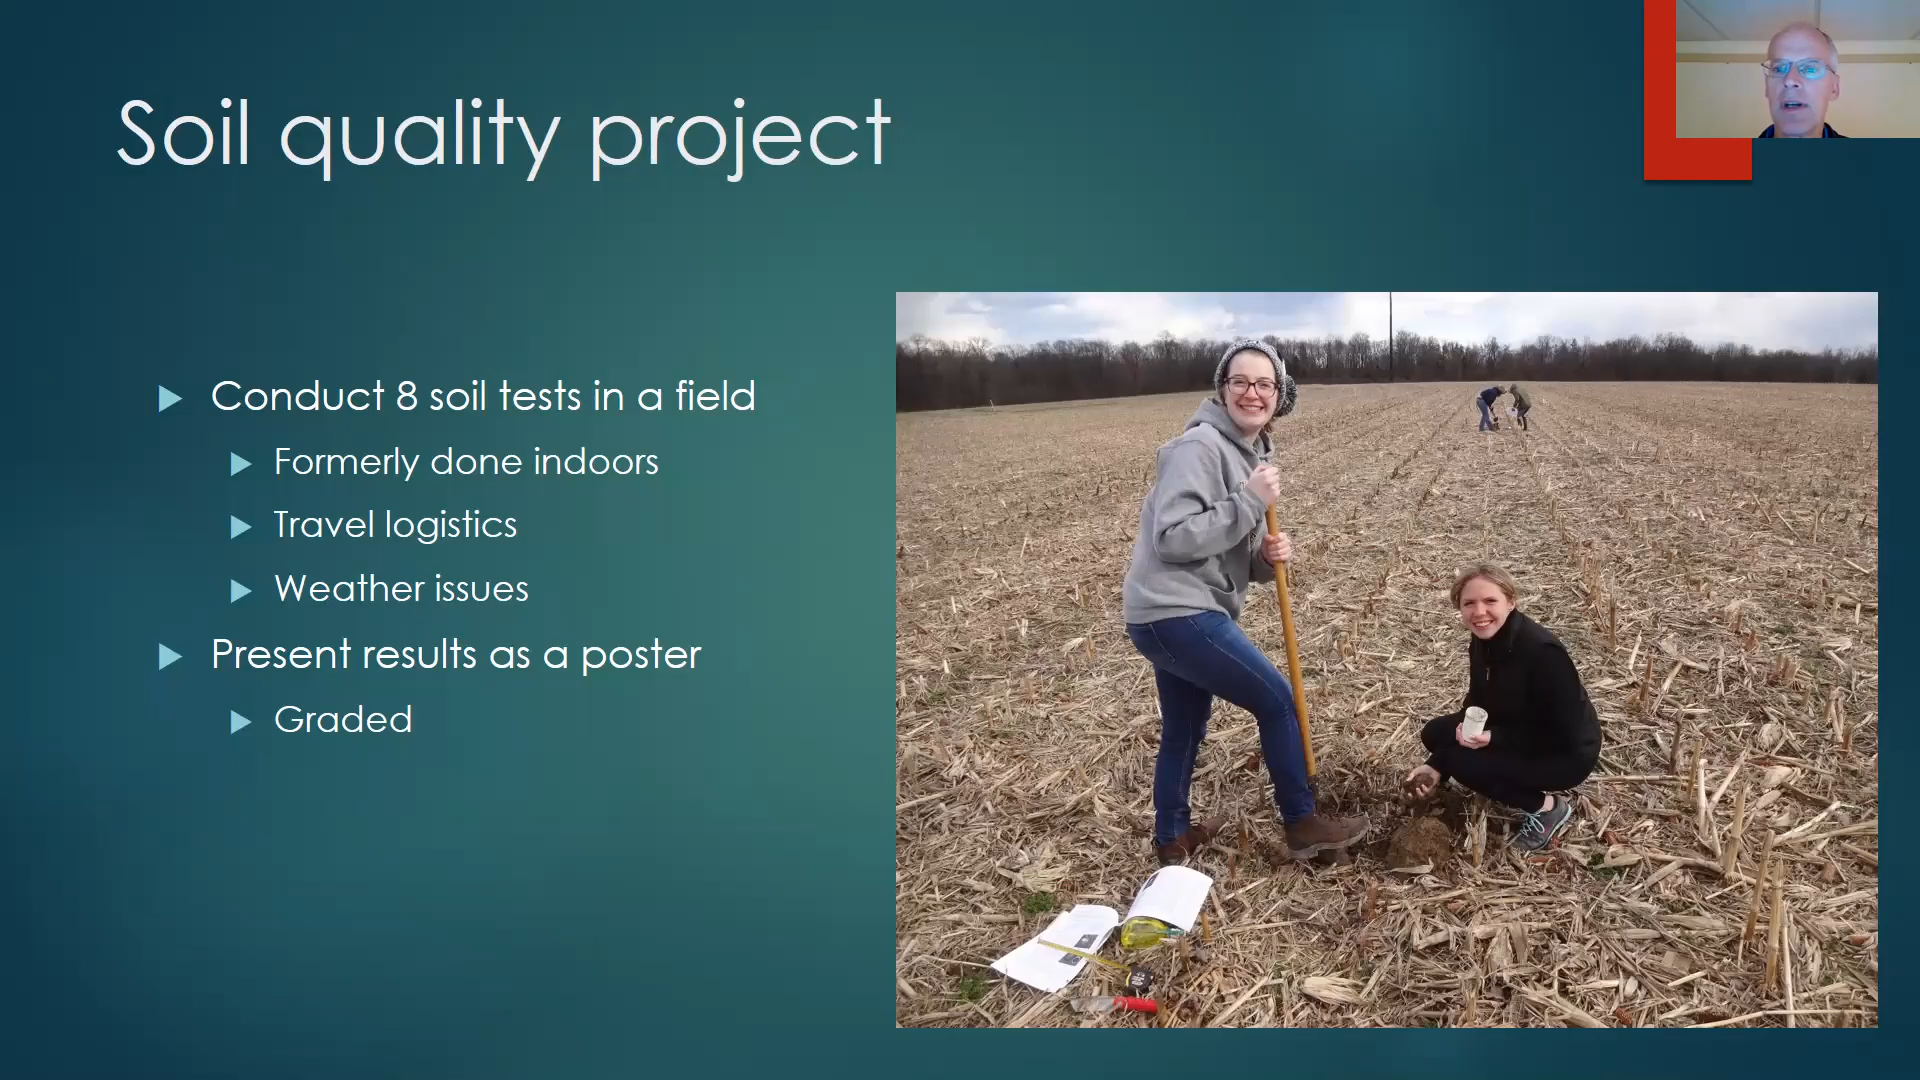 Soil quality project
Conduct 8 soil tests in a field
Formerly done indoors
Travel logistics
Weather issues
Present results as a poster
Graded